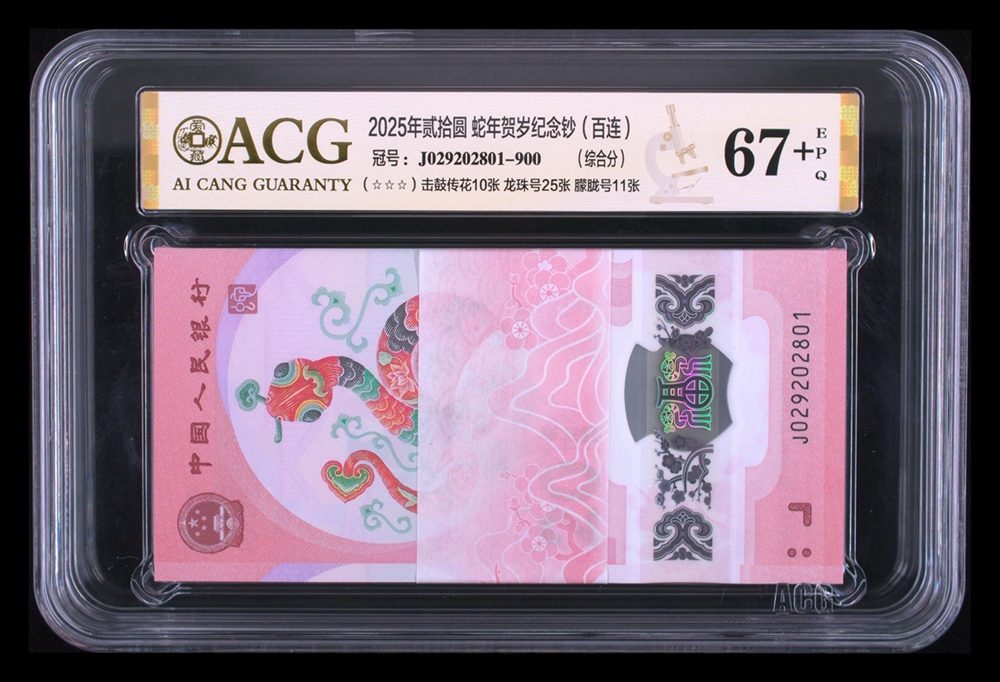 ACG
AI CANG GUARANTY
2025年贰拾圆 蛇年贺岁纪念钞(百连)
冠号: J029202801-900 (综合分)
(☆☆☆) 击鼓传花10张 龙珠号25张 朦胧号11张
67+
EPQ
中国人民银行
J029202801
ACG